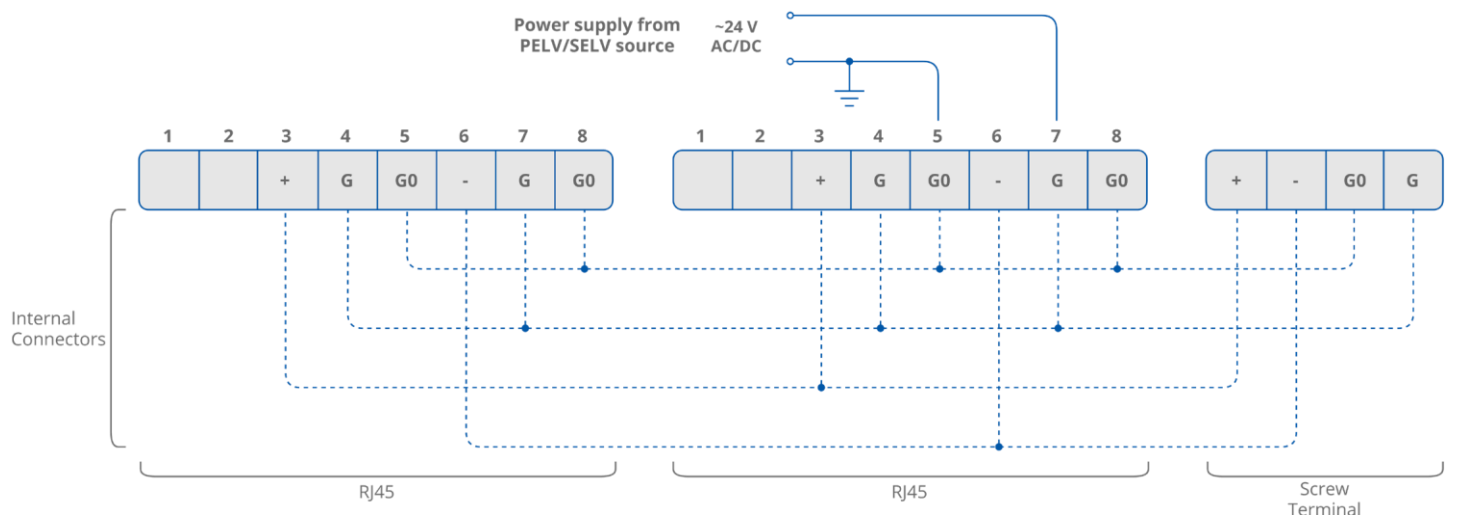 Power supply from ~24 V
PELV/SELV source AC/DC
1 2 3 4 5 6 7 8
+ G G0 - G G0
1 2 3 4 5 6 7 8
+ G G0 - G G0
+ - G0 G
Internal
Connectors
RJ45
RJ45
Screw
Terminal